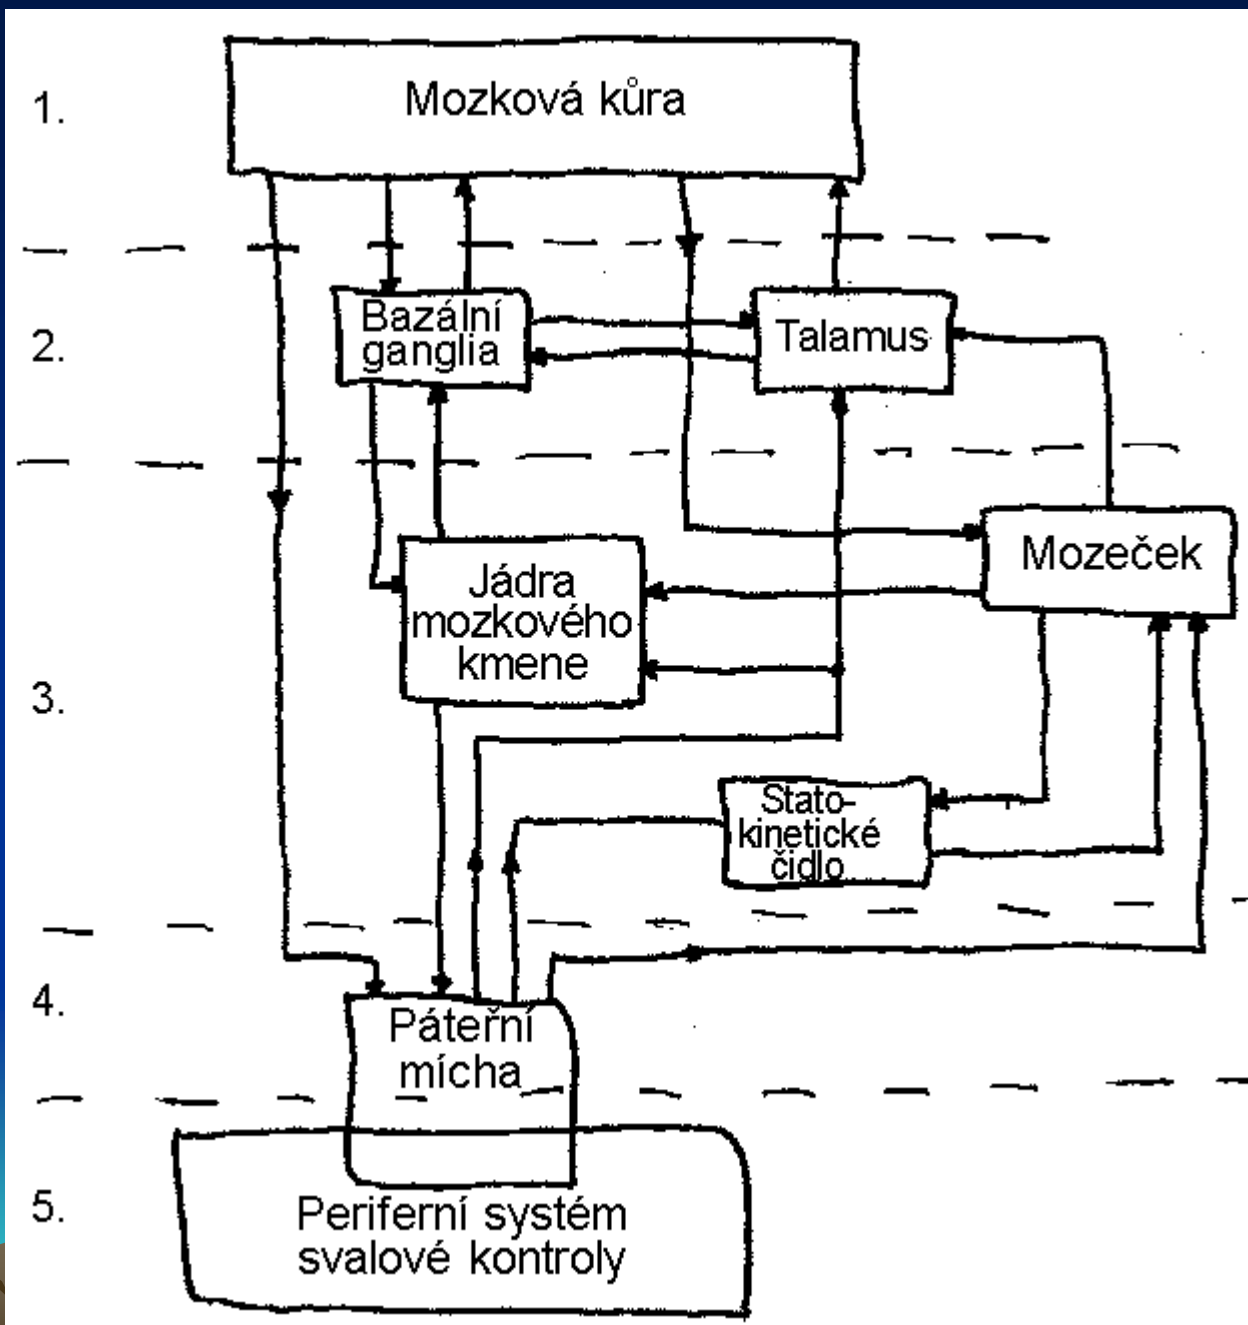 1.
Mozková kůra
2.
Bazální
ganglia
Talamus
3.
Mozeček
Jádra
mozkového
kmene
Stato-
kinetické
čidlo
4.
Páteřní
mícha
5.
Periferní systém
svalové kontroly